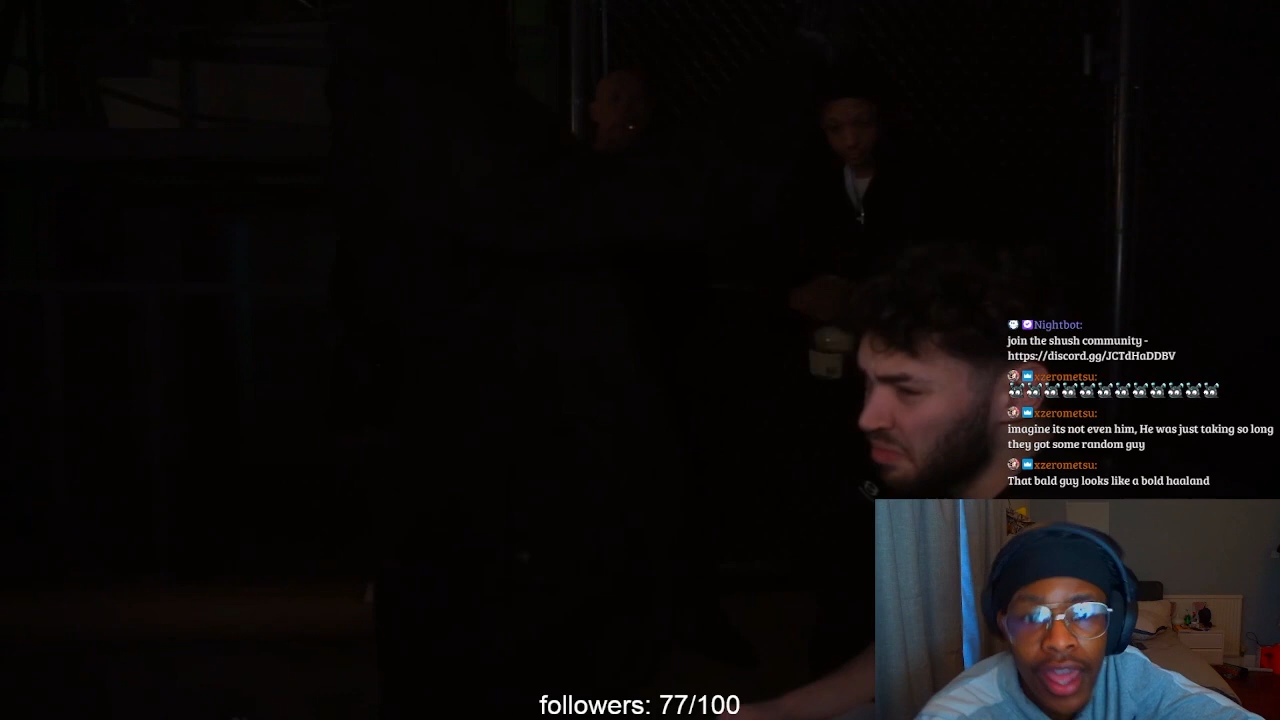 Nightbot:
join the shush community -
https://discord.gg/JCTdHaDDBV
xzerometsu:
xzerometsu:
imagine its not even him, He was just taking so long
they got some random guy
xzerometsu:
That bald guy looks like a bold haaland
followers: 77/100